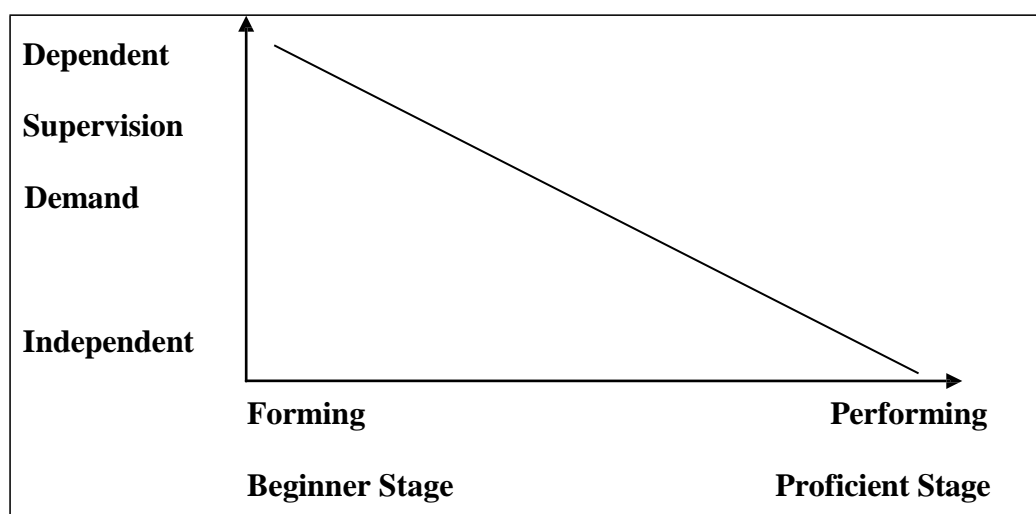 Dependent
Supervision
Demand
Independent
Forming Performing
Beginner Stage Proficient Stage